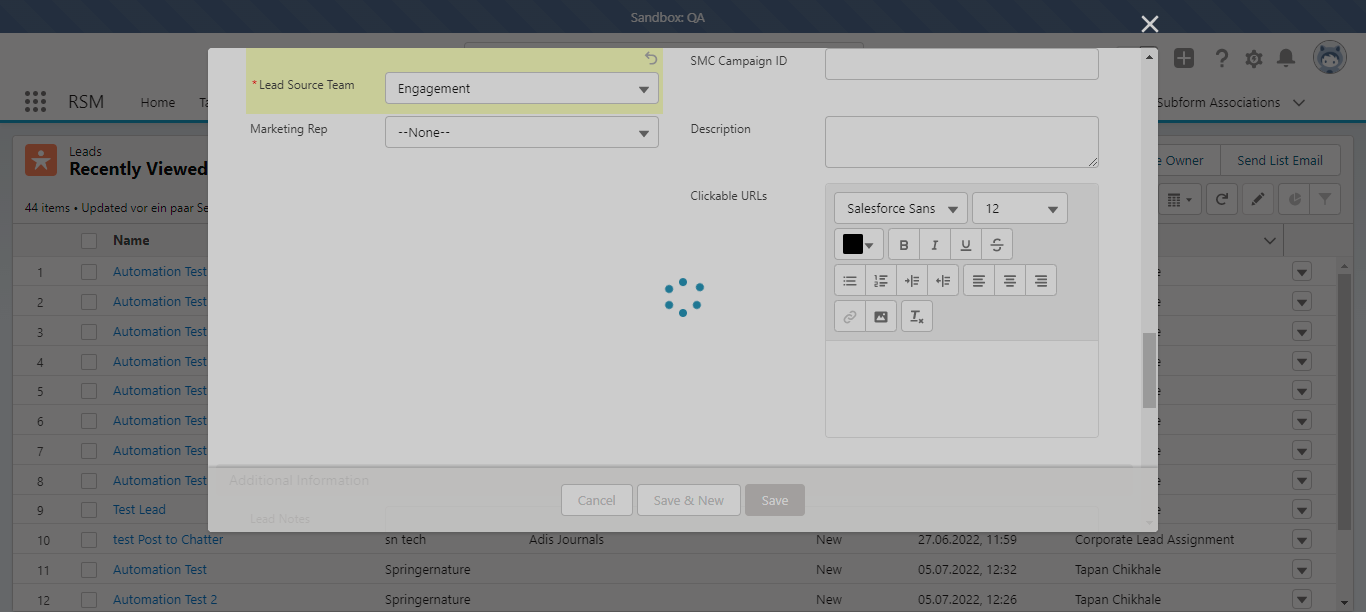 Sandbox: QA
RSM
Home
Subform Associations
Leads
Recently Viewed
Owner
Send List Email
44 items • Updated vor ein paar
Name
1 Automation Test
2 Automation Test
3 Automation Test
4 Automation Test
5 Automation Test
6 Automation Test
7 Automation Test
8 Automation Test
9 Test Lead
10 test Post to Chatter sn tech Adis Journals New 27.06.2022, 11:59 Corporate Lead Assignment
11 Automation Test Springernature New 05.07.2022, 12:32 Tapan Chikhale
12 Automation Test 2 Springernature New 05.07.2022, 12:26 Tapan Chikhale
*Lead Source Team
Engagement
Marketing Rep
--None--
SMC Campaign ID
Description
Clickable URLs
Salesforce Sans
12
B I U S
Additional Information
Lead Notes
Cancel
Save & New
Save